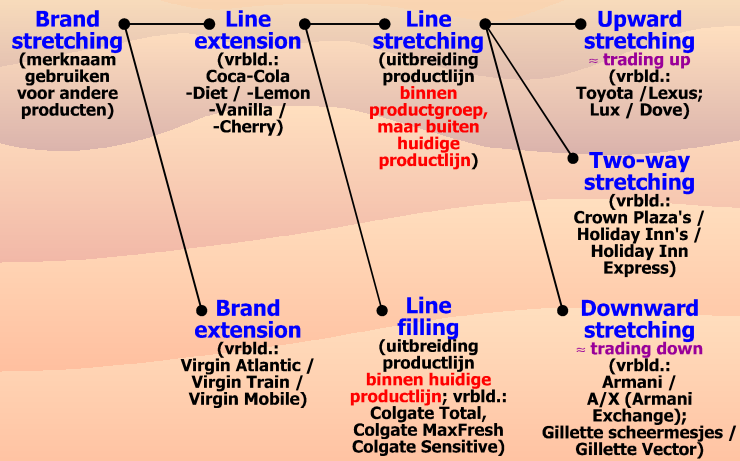 Brand
stretching
(merknaam
gebruiken
voor andere
producten)
Line
extension
(vrbld.:
Coca-Cola
-Diet / -Lemon
-Vanilla /
-Cherry)
Line
stretching
(uitbreiding
productlijn
binnen
productgroep,
maar buiten
huidige
productlijn)
Upward
stretching
≈ trading up
(vrbld.:
Toyota /Lexus;
Lux / Dove)
Two-way
stretching
(vrbld.:
Crown Plaza's /
Holiday Inn's /
Holiday Inn
Express)
Brand
extension
(vrbld.:
Virgin Atlantic /
Virgin Train /
Virgin Mobile)
Line
filling
(uitbreiding
productlijn
binnen huidige
productlijn; vrbld.:
Colgate Total,
Colgate MaxFresh
Colgate Sensitive)
Downward
stretching
≈ trading down
(vrbld.:
Armani /
A/X (Armani
Exchange);
Gillette scheermesjes /
Gillette Vector)